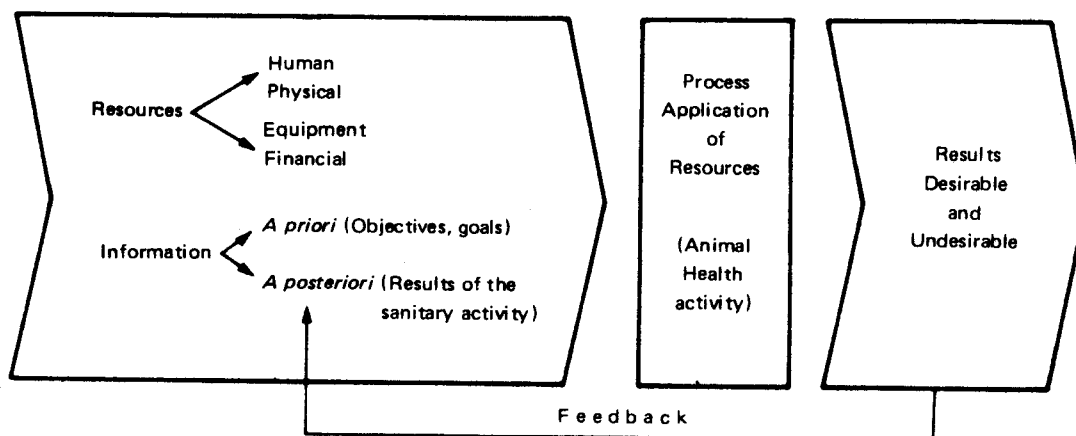 Human
Physical
Resources
Equipment
Financial
A priori (Objectives, goals)
Information
A posteriori (Results of the
sanitary activity)
Process
Application
of
Resources
(Animal
Health
activity)
Results
Desirable
and
Undesirable
Feedback